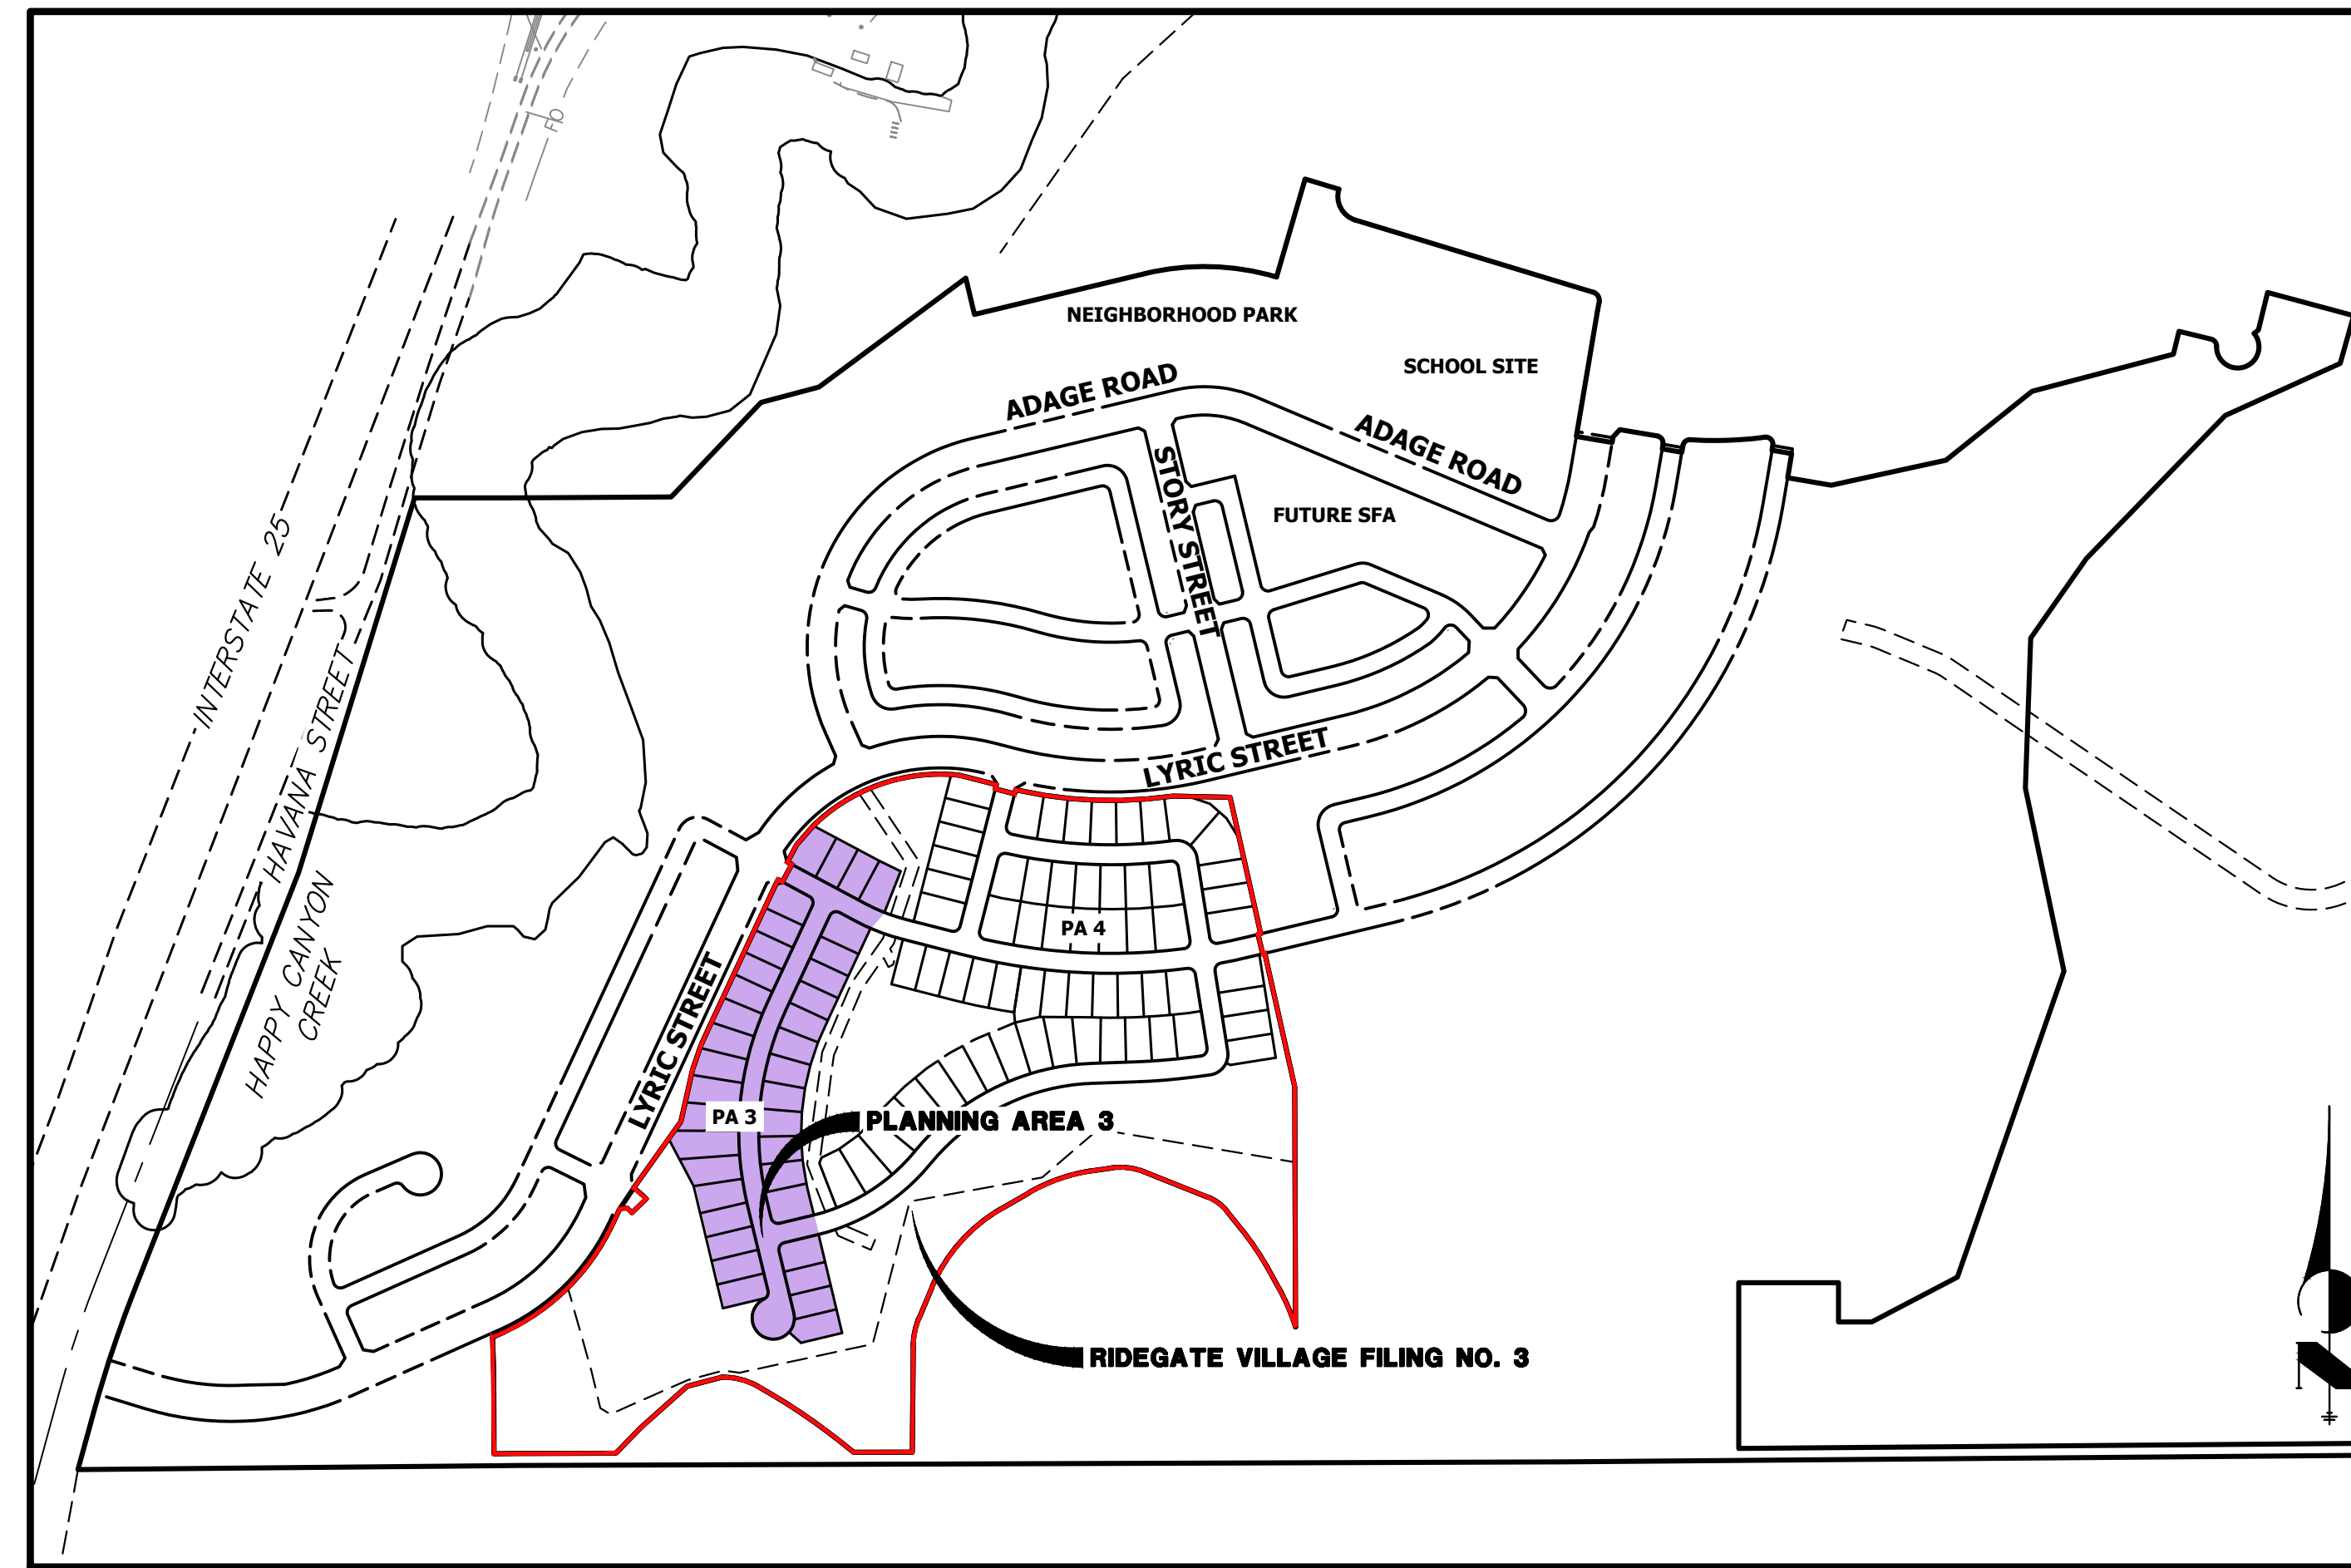 FO
NEIGHBORHOOD PARK
SCHOOL SITE
ADAGE ROAD
ADAGE ROAD
STORY STREET
FUTURE SFA
INTERSTATE 25
HAVANA STREET
LYRIC STREET
HAPPY CANYON
CREEK
PA 4
LYRIC STREET
PA 3
PLANNING AREA 3
RIDEGATE VILLAGE FILING NO. 3
N